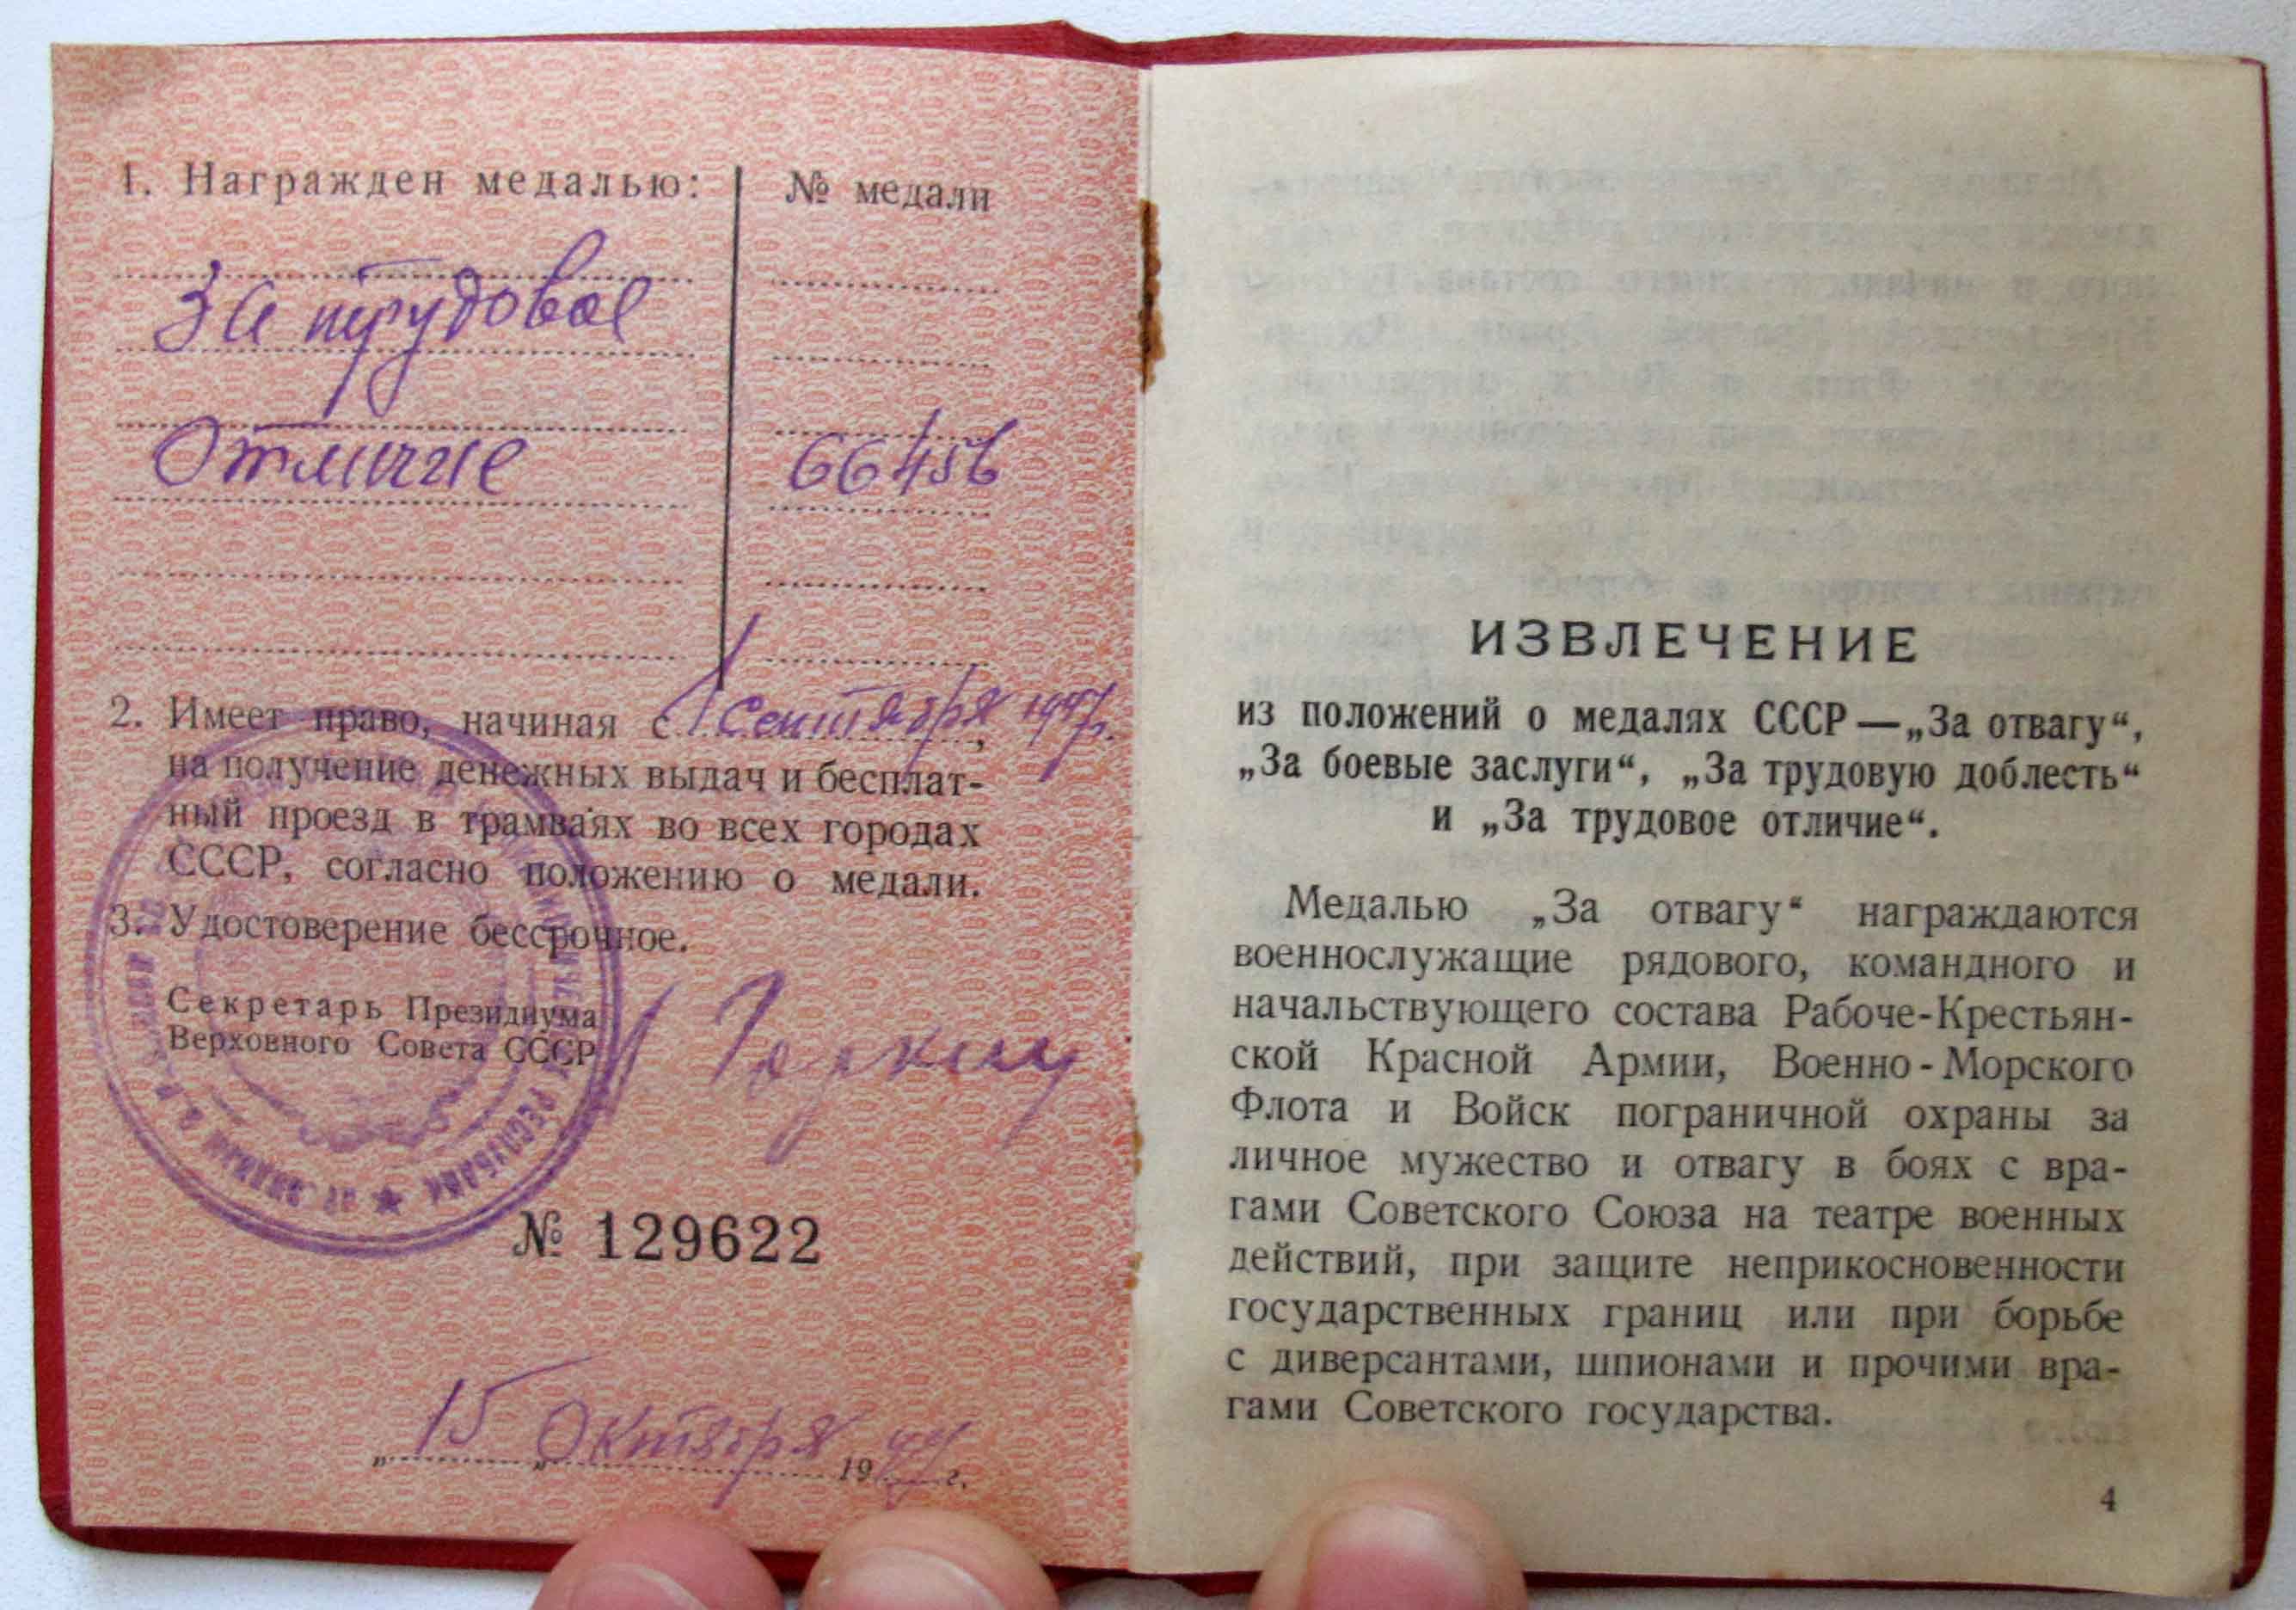 1. Награжден медалью:
№ медали
За трудовое
Отличие
66456
2. Имеет право, начиная с 1 Сентября, 1947г.
на получение денежных выдач и бесплат-
ный проезд в трамваях во всех городах
СССР, согласно положению о медали.
3. Удостоверение бессрочное.
Секретарь Президиума
Верховного Совета СССР
Горкин
№ 129622
„15„ Октября 1947 г.
ИЗВЛЕЧЕНИЕ
из положений о медалях СССР—„За отвагу“,
„За боевые заслуги“, „За трудовую доблесть“
и „За трудовое отличие“.
Медалью „За отвагу“ награждаются
военнослужащие рядового, командного и
начальствующего состава Рабоче-Крестьян-
ской Красной Армии, Военно-Морского
Флота и Войск пограничной охраны за
личное мужество и отвагу в боях с вра-
гами Советского Союза на театре военных
действий, при защите неприкосновенности
государственных границ или при борьбе
с диверсантами, шпионами и прочими вра-
гами Советского государства.
4